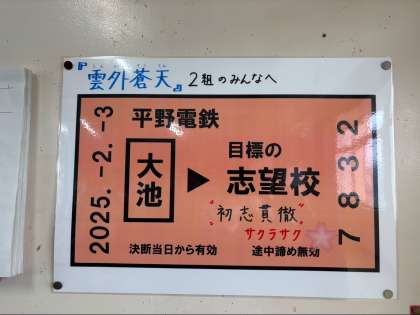 『雲外蒼天』2組のみんなへ
2025.-2.-3
平野電鉄
大池
▶
目標の
志望校
"初志貫徹"
サクラサク
決断当日から有効
途中諦め無効
7832